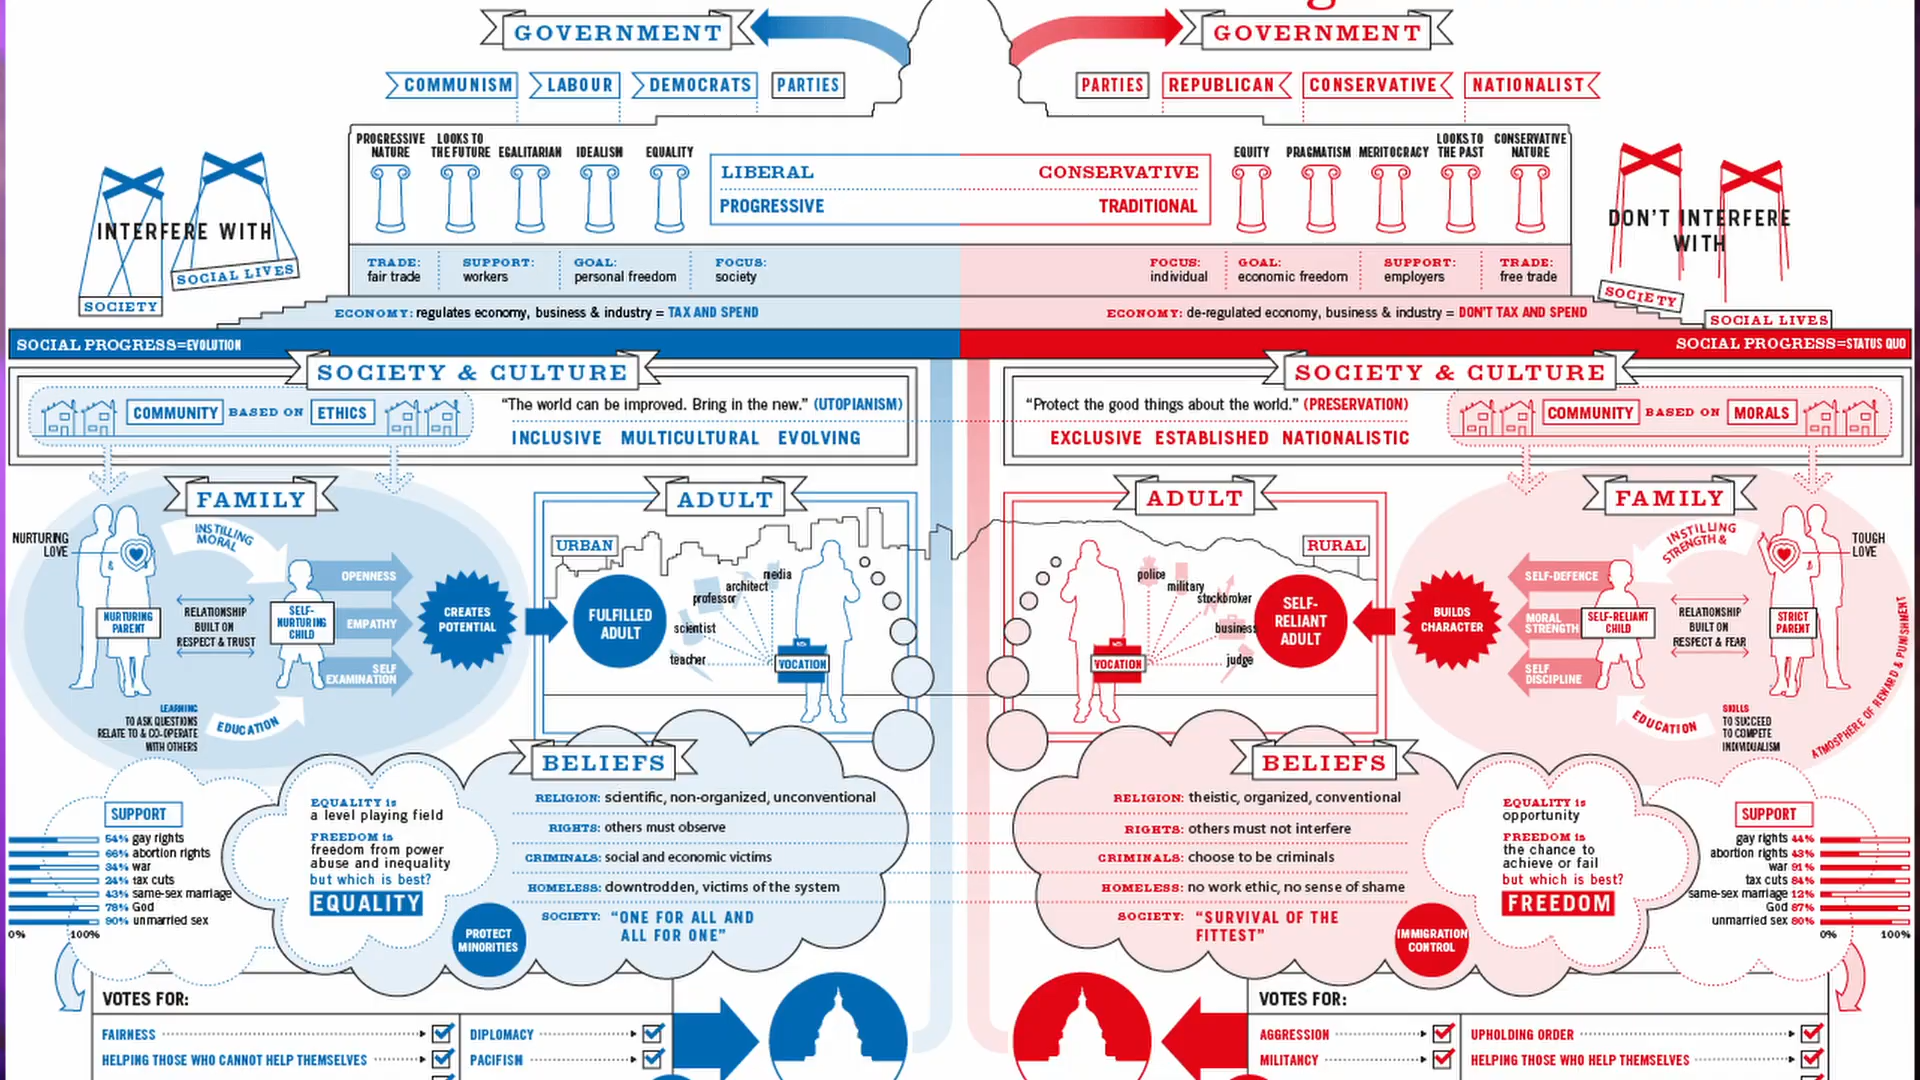 GOVERNMENT
GOVERNMENT
COMMUNISM
LABOUR
DEMOCRATS
PARTIES
PARTIES
REPUBLICAN
CONSERVATIVE
NATIONALIST
PROGRESSIVE
NATURE
LOOKS TO
THE FUTURE
EGALITARIAN
IDEALISM
EQUALITY
LIBERAL
PROGRESSIVE
CONSERVATIVE
TRADITIONAL
EQUITY
PRAGMATISM
MERITOCRACY
LOOKS TO
THE PAST
CONSERVATIVE
NATURE
INTERFERE WITH
SOCIAL LIVES
SOCIETY
DON'T INTERFERE
WITH
SOCIETY
SOCIAL LIVES
TRADE:
fair trade
SUPPORT:
workers
GOAL:
personal freedom
FOCUS:
society
FOCUS:
individual
GOAL:
economic freedom
SUPPORT:
employers
TRADE:
free trade
ECONOMY: regulates economy, business & industry = TAX AND SPEND
ECONOMY: de-regulated economy, business & industry = DON'T TAX AND SPEND
SOCIAL PROGRESS=EVOLUTION
SOCIAL PROGRESS=STATUS QUO
SOCIETY & CULTURE
COMMUNITY BASED ON ETHICS
"The world can be improved. Bring in the new." (UTOPIANISM)
INCLUSIVE MULTICULTURAL EVOLVING
SOCIETY & CULTURE
"Protect the good things about the world." (PRESERVATION)
EXCLUSIVE ESTABLISHED NATIONALISTIC
COMMUNITY BASED ON MORALS
FAMILY
NURTURING
LOVE
INSTILLING
MORAL
NURTURING
PARENT
RELATIONSHIP
BUILT ON
RESPECT & TRUST
SELF-
NURTURING
CHILD
OPENNESS
EMPATHY
SELF
EXAMINATION
CREATES
POTENTIAL
LEARNING
TO ASK QUESTIONS
RELATE TO & CO-OPERATE
WITH OTHERS
EDUCATION
ADULT
URBAN
FULFILLED
ADULT
media
architect
professor
scientist
teacher
VOCATION
ADULT
RURAL
police
military
stockbroker
business
judge
VOCATION
SELF-
RELIANT
ADULT
FAMILY
BUILDS
CHARACTER
SELF-DEFENCE
MORAL
STRENGTH
SELF
DISCIPLINE
SELF-RELIANT
CHILD
INSTILLING
STRENGTH &
RELATIONSHIP
BUILT ON
RESPECT & FEAR
STRICT
PARENT
TOUGH
LOVE
EDUCATION
SKILLS
TO SUCCEED
TO COMPETE
INDIVIDUALISM
ATMOSPHERE OF REWARD & PUNISHMENT
SUPPORT
54% gay rights
66% abortion rights
34% war
24% tax cuts
43% same-sex marriage
78% God
90% unmarried sex
0% 100%
EQUALITY is
a level playing field
FREEDOM is
freedom from power
abuse and inequality
but which is best?
EQUALITY
BELIEFS
RELIGION: scientific, non-organized, unconventional
RIGHTS: others must observe
CRIMINALS: social and economic victims
HOMELESS: downtrodden, victims of the system
SOCIETY: "ONE FOR ALL AND
ALL FOR ONE"
PROTECT
MINORITIES
BELIEFS
RELIGION: theistic, organized, conventional
RIGHTS: others must not interfere
CRIMINALS: choose to be criminals
HOMELESS: no work ethic, no sense of shame
SOCIETY: "SURVIVAL OF THE
FITTEST"
IMMIGRATION
CONTROL
EQUALITY is
opportunity
FREEDOM is
the chance to
achieve or fail
but which is best?
FREEDOM
SUPPORT
gay rights 44%
abortion rights 43%
war 91%
tax cuts 84%
same-sex marriage 12%
God 87%
unmarried sex 80%
0% 100%
VOTES FOR:
FAIRNESS
HELPING THOSE WHO CANNOT HELP THEMSELVES
DIPLOMACY
PACIFISM
VOTES FOR:
AGGRESSION
MILITANCY
UPHOLDING ORDER
HELPING THOSE WHO HELP THEMSELVES